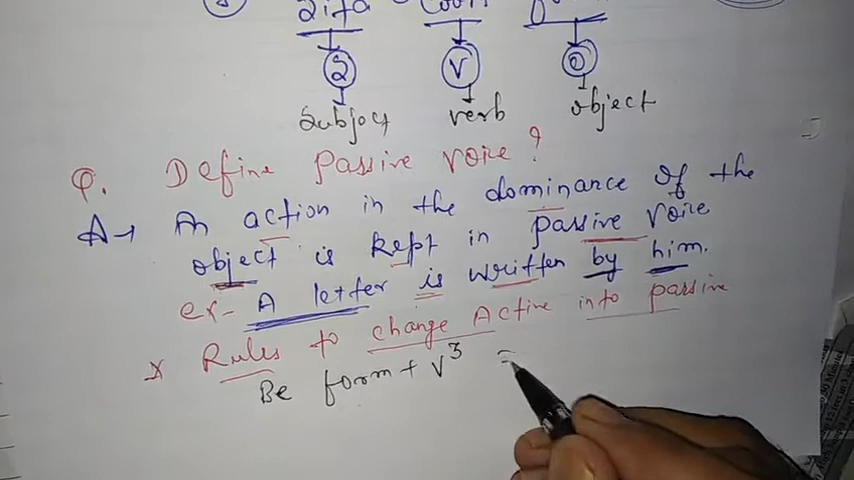 Sita
S V O
Subject verb object
Q. Define Passive Voice ?
A→ An action in the dominance of the
object is kept in passive voice
ex- A letter is written by him.
x Rules to change Active into passive
Be form + V3 =